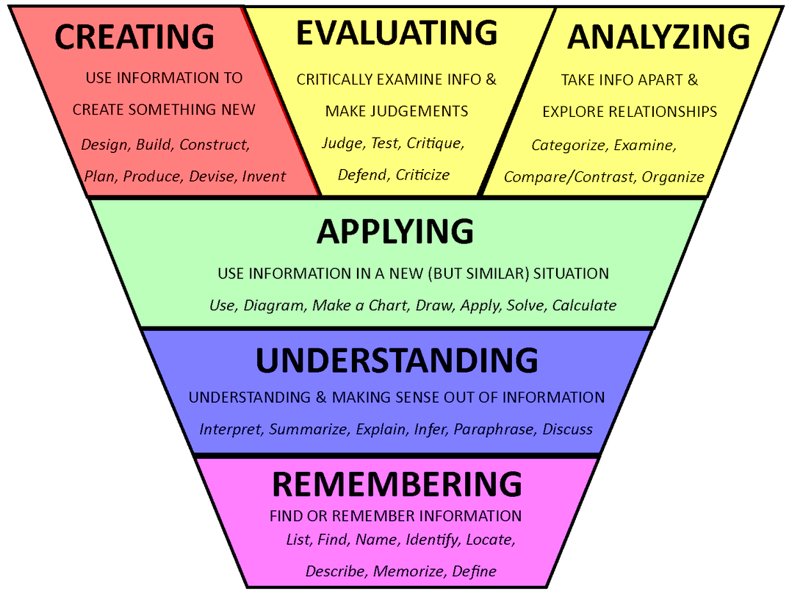 CREATING
USE INFORMATION TO
CREATE SOMETHING NEW
Design, Build, Construct,
Plan, Produce, Devise, Invent
EVALUATING
CRITICALLY EXAMINE INFO &
MAKE JUDGEMENTS
Judge, Test, Critique,
Defend, Criticize
ANALYZING
TAKE INFO APART &
EXPLORE RELATIONSHIPS
Categorize, Examine,
Compare/Contrast, Organize
APPLYING
USE INFORMATION IN A NEW (BUT SIMILAR) SITUATION
Use, Diagram, Make a Chart, Draw, Apply, Solve, Calculate
UNDERSTANDING
UNDERSTANDING & MAKING SENSE OUT OF INFORMATION
Interpret, Summarize, Explain, Infer, Paraphrase, Discuss
REMEMBERING
FIND OR REMEMBER INFORMATION
List, Find, Name, Identify, Locate,
Describe, Memorize, Define